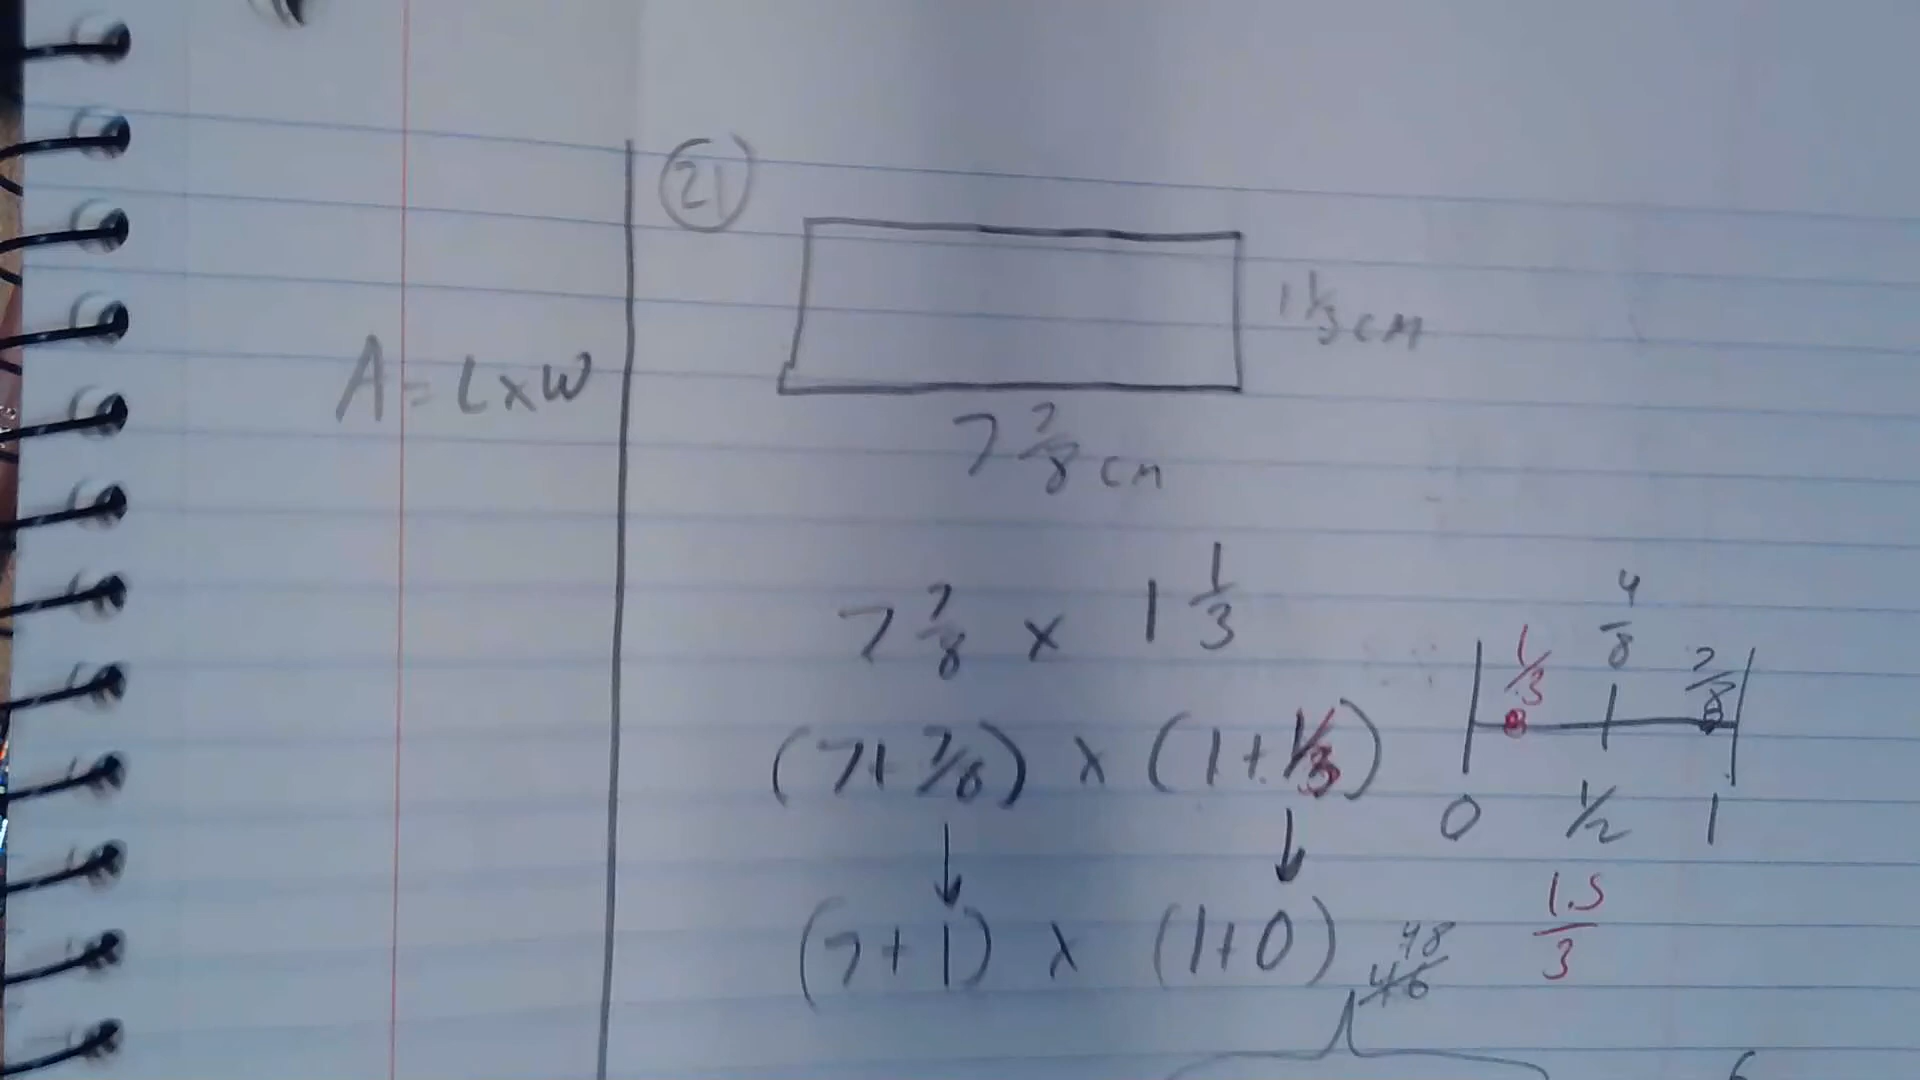 21
1 1/3 cm
A = L x W
7 7/8 cm
7 7/8 x 1 1/3
4/8
1/3 7/8
(7 + 7/8) x (1 + 1/3)
0 1/2 1
(7 + 1) x (1 + 0)
1.5/3
48
46